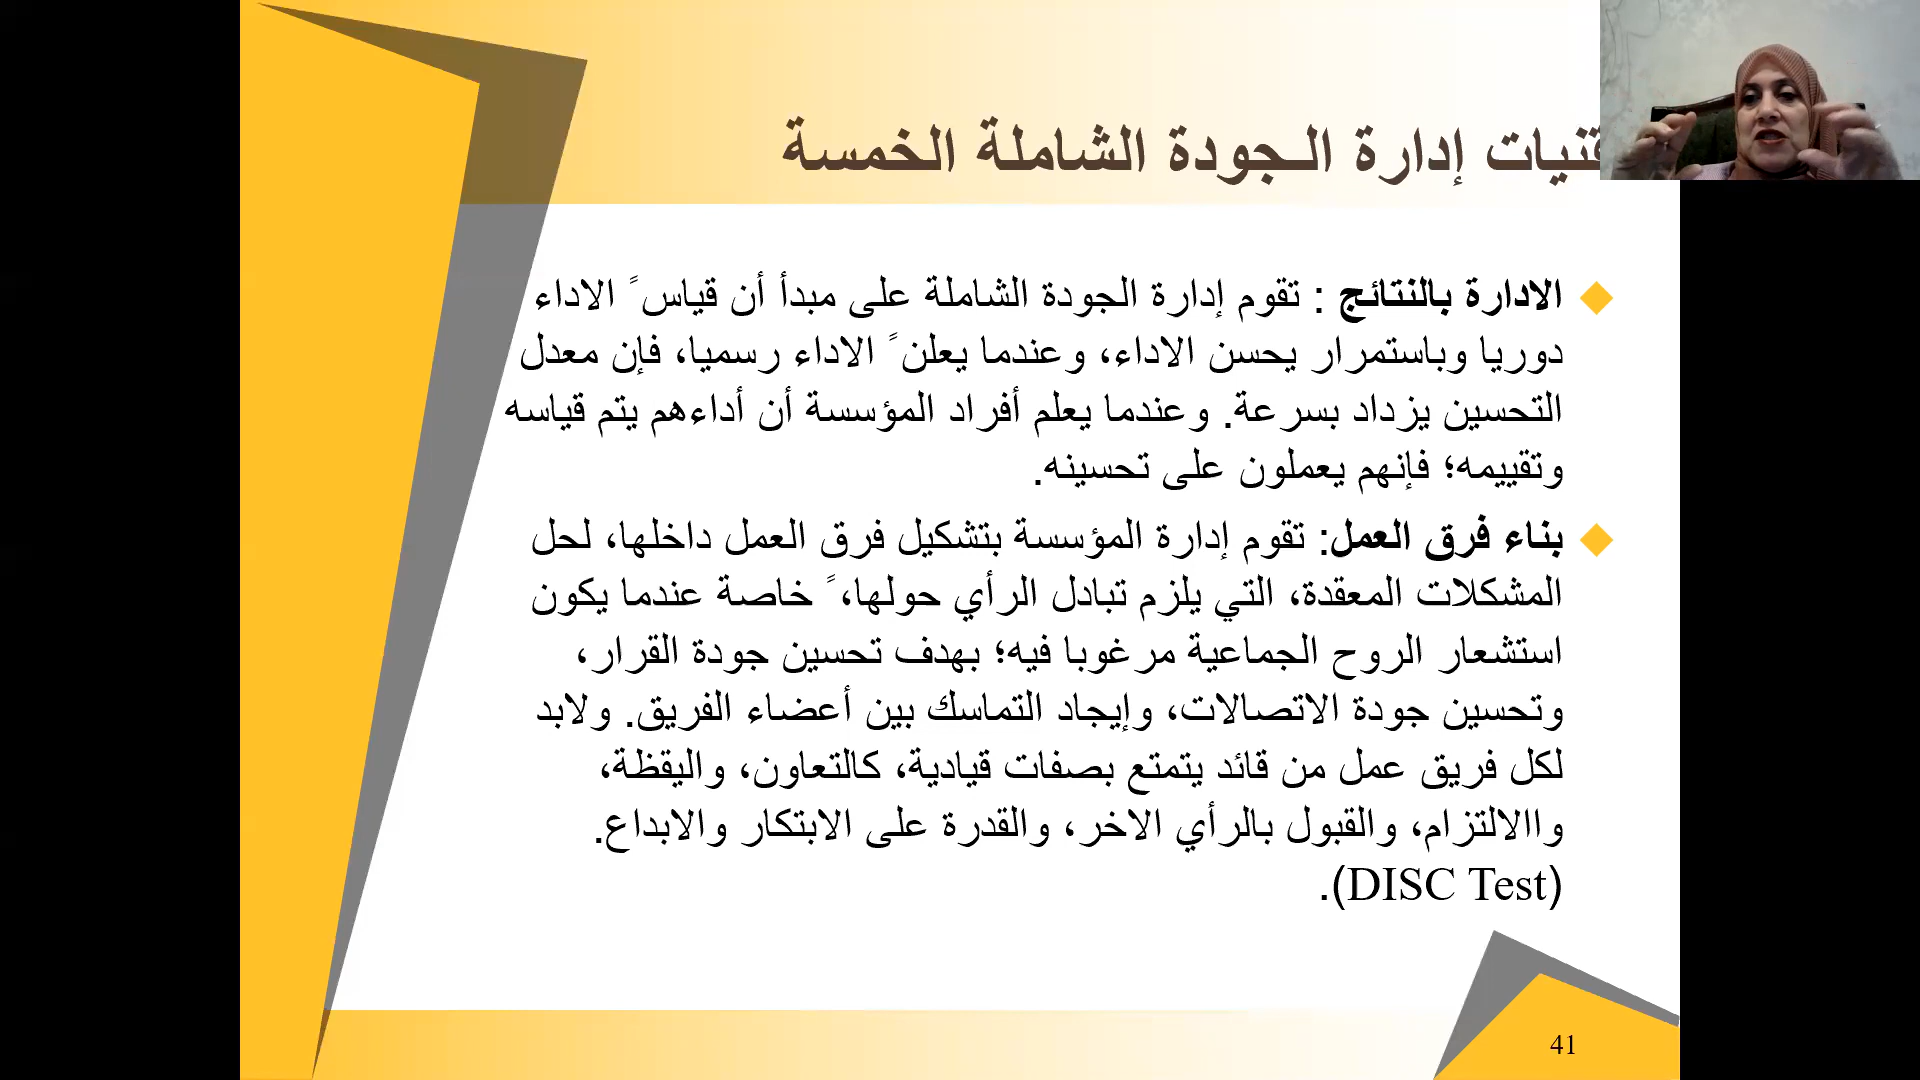 إدارة الـجودة الشاملة الخمسة
الادارة بالنتائج : تقوم إدارة الجودة الشاملة على مبدأ أن قياس ً الاداء
دوريا وباستمرار يحسن الاداء، وعندما يعلن ً الاداء رسميا، فإن معدل
التحسين يزداد بسرعة. وعندما يعلم أفراد المؤسسة أن أداءهم يتم قياسه
وتقييمه؛ فإنهم يعملون على تحسينه.
بناء فرق العمل: تقوم إدارة المؤسسة بتشكيل فرق العمل داخلها، لحل
المشكلات المعقدة، التي يلزم تبادل الرأي حولها، ً خاصة عندما يكون
استشعار الروح الجماعية مرغوبا فيه؛ بهدف تحسين جودة القرار،
وتحسين جودة الاتصالات، وإيجاد التماسك بين أعضاء الفريق. ولابد
لكل فريق عمل من قائد يتمتع بصفات قيادية، كالتعاون، واليقظة،
واالالتزام، والقبول بالرأي الاخر، والقدرة على الابتكار والابداع.
(DISC Test).
41